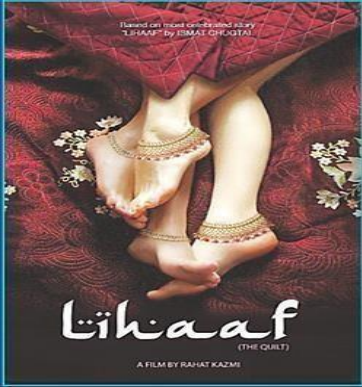 Based on most celebrated story
"LIHAAF" by ISMAT CHUGTAI
Lihaaf
(THE QUILT)
A FILM BY RAHAT KAZMI